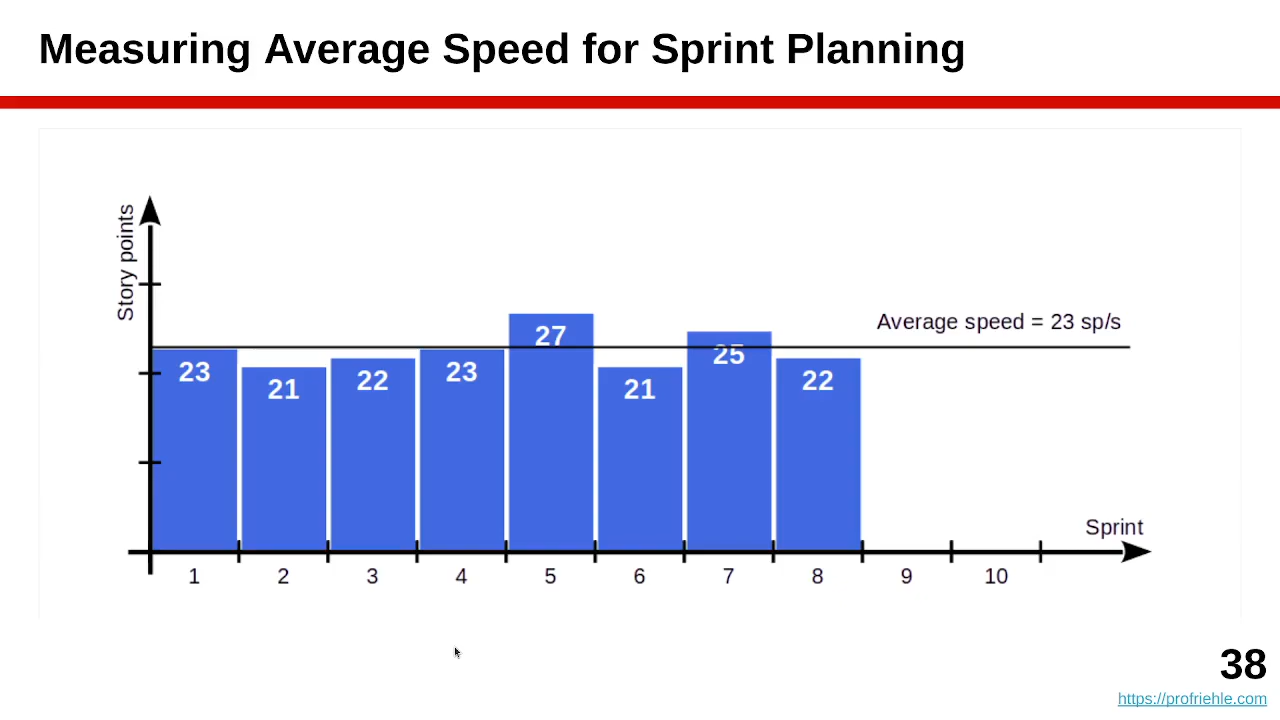 Measuring Average Speed for Sprint Planning
Story points
Average speed = 23 sp/s
23
21
22
23
27
21
25
22
Sprint
1 2 3 4 5 6 7 8 9 10
38
https://profriehle.com